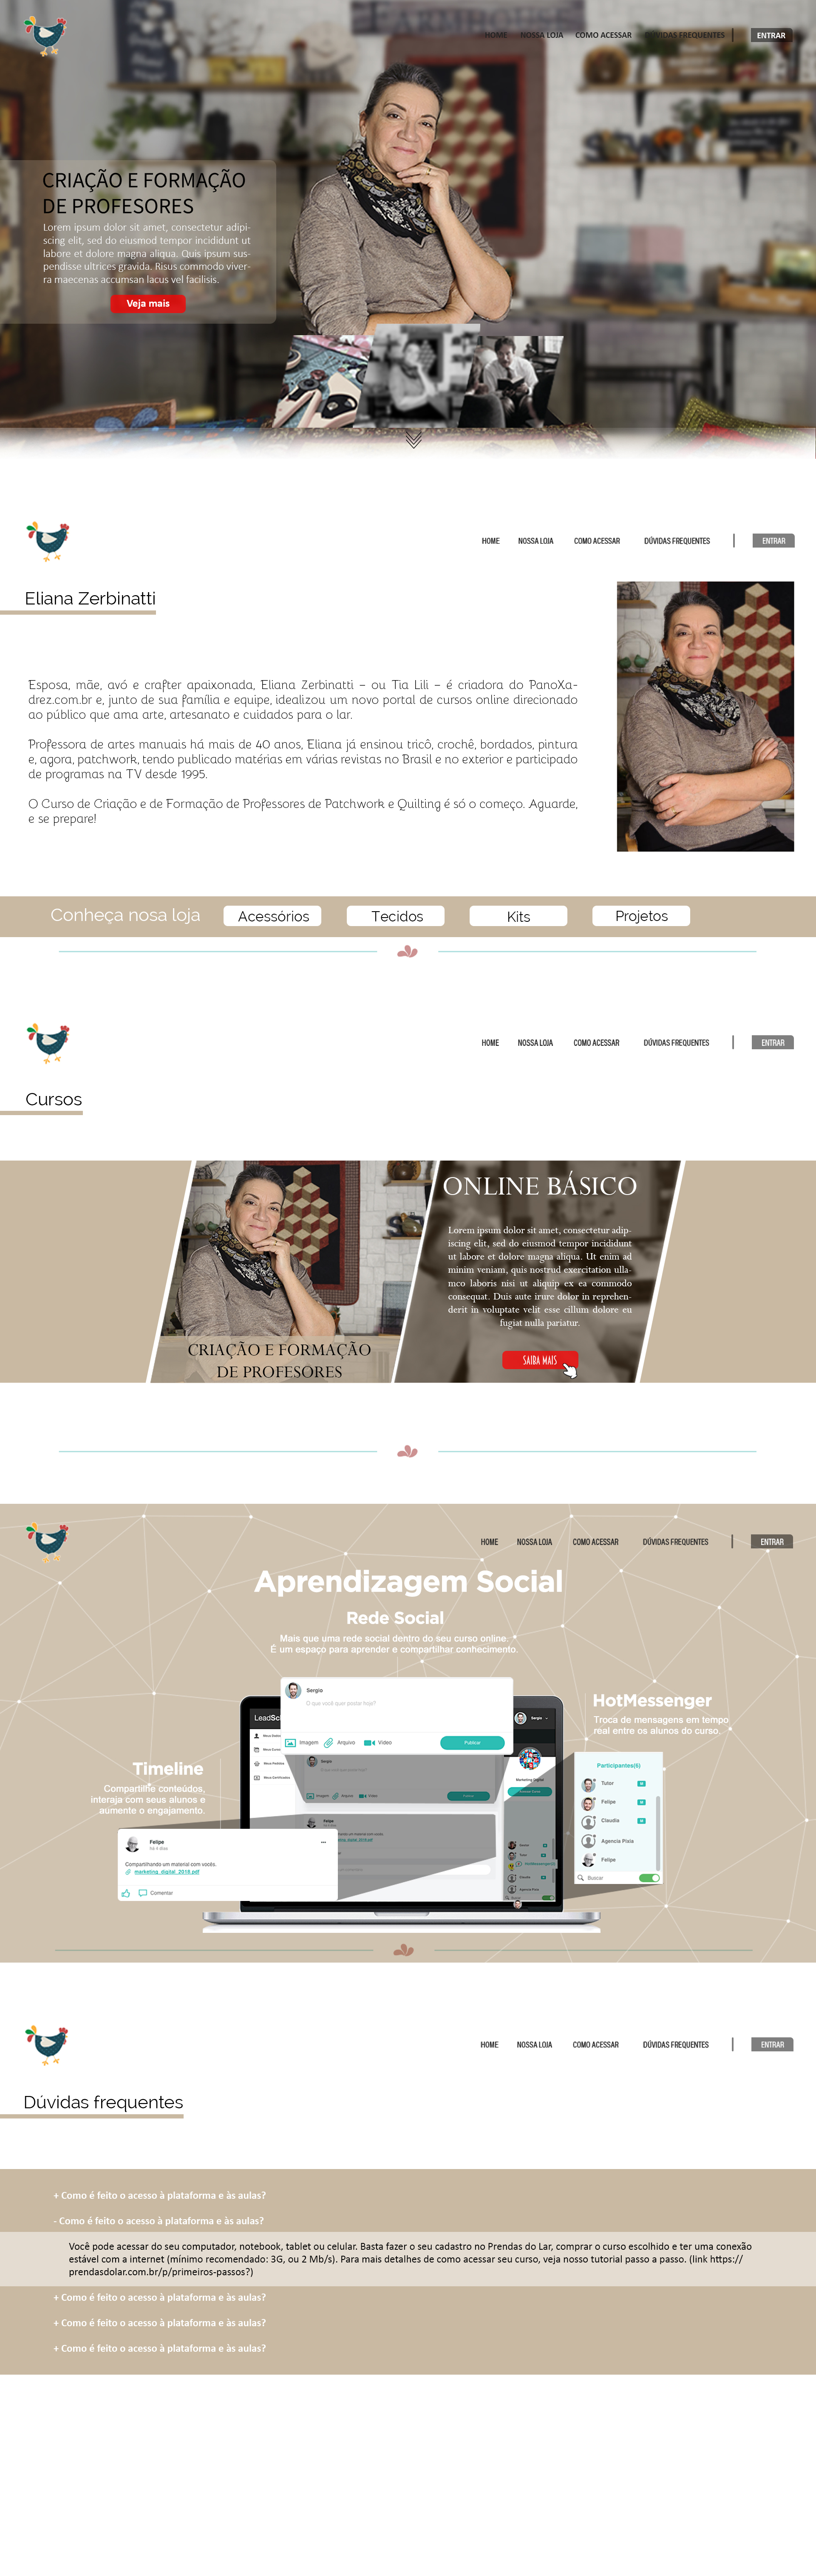 HOME NOSSA LOJA COMO ACESSAR DÚVIDAS FREQUENTES ENTRAR
CRIAÇÃO E FORMAÇÃO
DE PROFESORES
Lorem ipsum dolor sit amet, consectetur adipi-
scing elit, sed do eiusmod tempor incididunt ut
labore et dolore magna aliqua. Quis ipsum sus-
pendisse ultrices gravida. Risus commodo viver-
ra maecenas accumsan lacus vel facilisis.
Veja mais
HOME NOSSA LOJA COMO ACESSAR DÚVIDAS FREQUENTES ENTRAR
Eliana Zerbinatti
Esposa, mãe, avó e crafter apaixonada, Eliana Zerbinatti – ou Tia Lili – é criadora do PanoXa-
drez.com.br e, junto de sua família e equipe, idealizou um novo portal de cursos online direcionado
ao público que ama arte, artesanato e cuidados para o lar.
Professora de artes manuais há mais de 40 anos, Eliana já ensinou tricô, crochê, bordados, pintura
e, agora, patchwork, tendo publicado matérias em várias revistas no Brasil e no exterior e participado
de programas na TV desde 1995.
O Curso de Criação e de Formação de Professores de Patchwork e Quilting é só o começo. Aguarde,
e se prepare!
Conheça nosa loja Acessórios Tecidos Kits Projetos
HOME NOSSA LOJA COMO ACESSAR DÚVIDAS FREQUENTES ENTRAR
Cursos
CRIAÇÃO E FORMAÇÃO
DE PROFESÓRES
ONLINE BÁSICO
Lorem ipsum dolor sit amet, consectetur adip-
iscing elit, sed do eiusmod tempor incididunt
ut labore et dolore magna aliqua. Ut enim ad
minim veniam, quis nostrud exercitation ulla-
mco laboris nisi ut aliquip ex ea commodo
consequat. Duis aute irure dolor in reprehen-
derit in voluptate velit esse cillum dolore eu
fugiat nulla pariatur.
SAIBA MAIS
HOME NOSSA LOJA COMO ACESSAR DÚVIDAS FREQUENTES ENTRAR
Aprendizagem Social
Rede Social
Mais que uma rede social dentro do seu curso online.
É um espaço para aprender e compartilhar conhecimento.
Sergio
O que você quer postar hoje?
Imagem Arquivo Vídeo Publicar
LeadSc
Sergio
Marketing Digital
HotMessenger
Troca de mensagens em tempo
real entre os alunos do curso.
Participantes(6)
Tutor
Felipe
Claudia
Agencia Pixia
Felipe
Buscar
Timeline
Compartilhe conteúdos,
interaja com seus alunos e
aumente o engajamento.
Felipe
há 4 dias
Compartilhando um material com vocês.
marketing_digital_2018.pdf
Comentar
HOME NOSSA LOJA COMO ACESSAR DÚVIDAS FREQUENTES ENTRAR
Dúvidas frequentes
+ Como é feito o acesso à plataforma e às aulas?
- Como é feito o acesso à plataforma e às aulas?
Você pode acessar do seu computador, notebook, tablet ou celular. Basta fazer o seu cadastro no Prendas do Lar, comprar o curso escolhido e ter uma conexão
estável com a internet (mínimo recomendado: 3G, ou 2 Mb/s). Para mais detalhes de como acessar seu curso, veja nosso tutorial passo a passo. (link https://
prendasdolar.com.br/p/primeiros-passos?)
+ Como é feito o acesso à plataforma e às aulas?
+ Como é feito o acesso à plataforma e às aulas?
+ Como é feito o acesso à plataforma e às aulas?